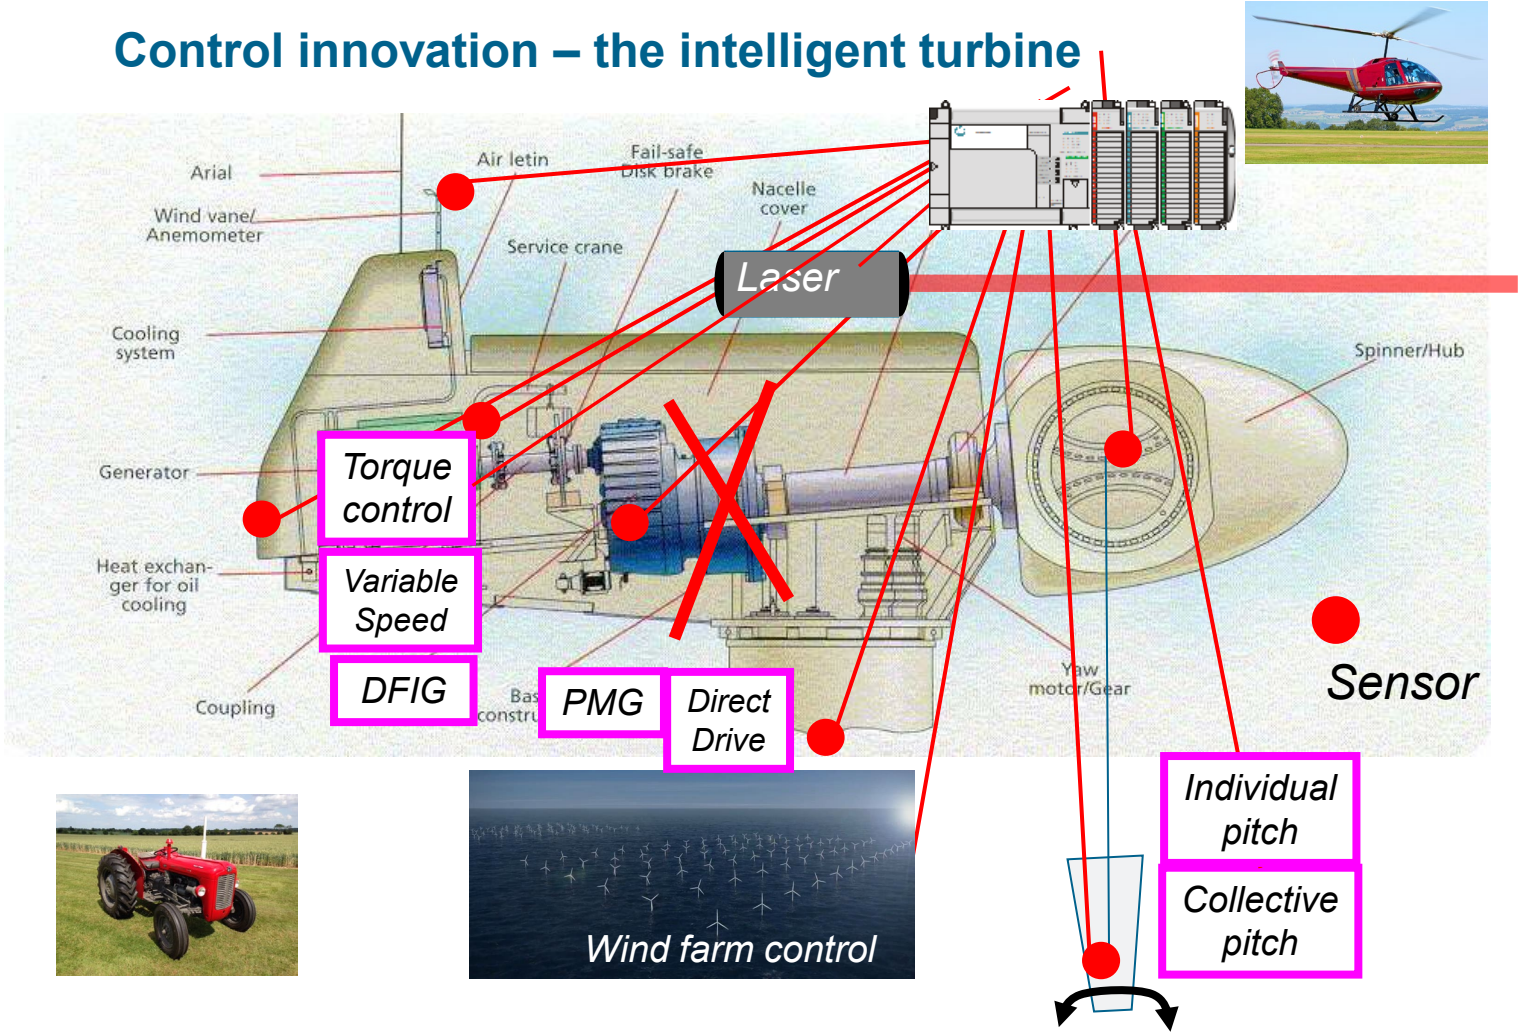 Control innovation – the intelligent turbine
Arial
Air letin
Fail-safe
Disk brake
Nacelle
cover
Wind vane/
Anemometer
Service crane
Laser
Cooling
system
Spinner/Hub
Generator
Torque
control
Heat exchan-
ger for oil
cooling
Variable
Speed
DFIG
Coupling
Bas
constru
PMG
Direct
Drive
Yaw
motor/Gear
Sensor
Individual
pitch
Collective
pitch
Wind farm control